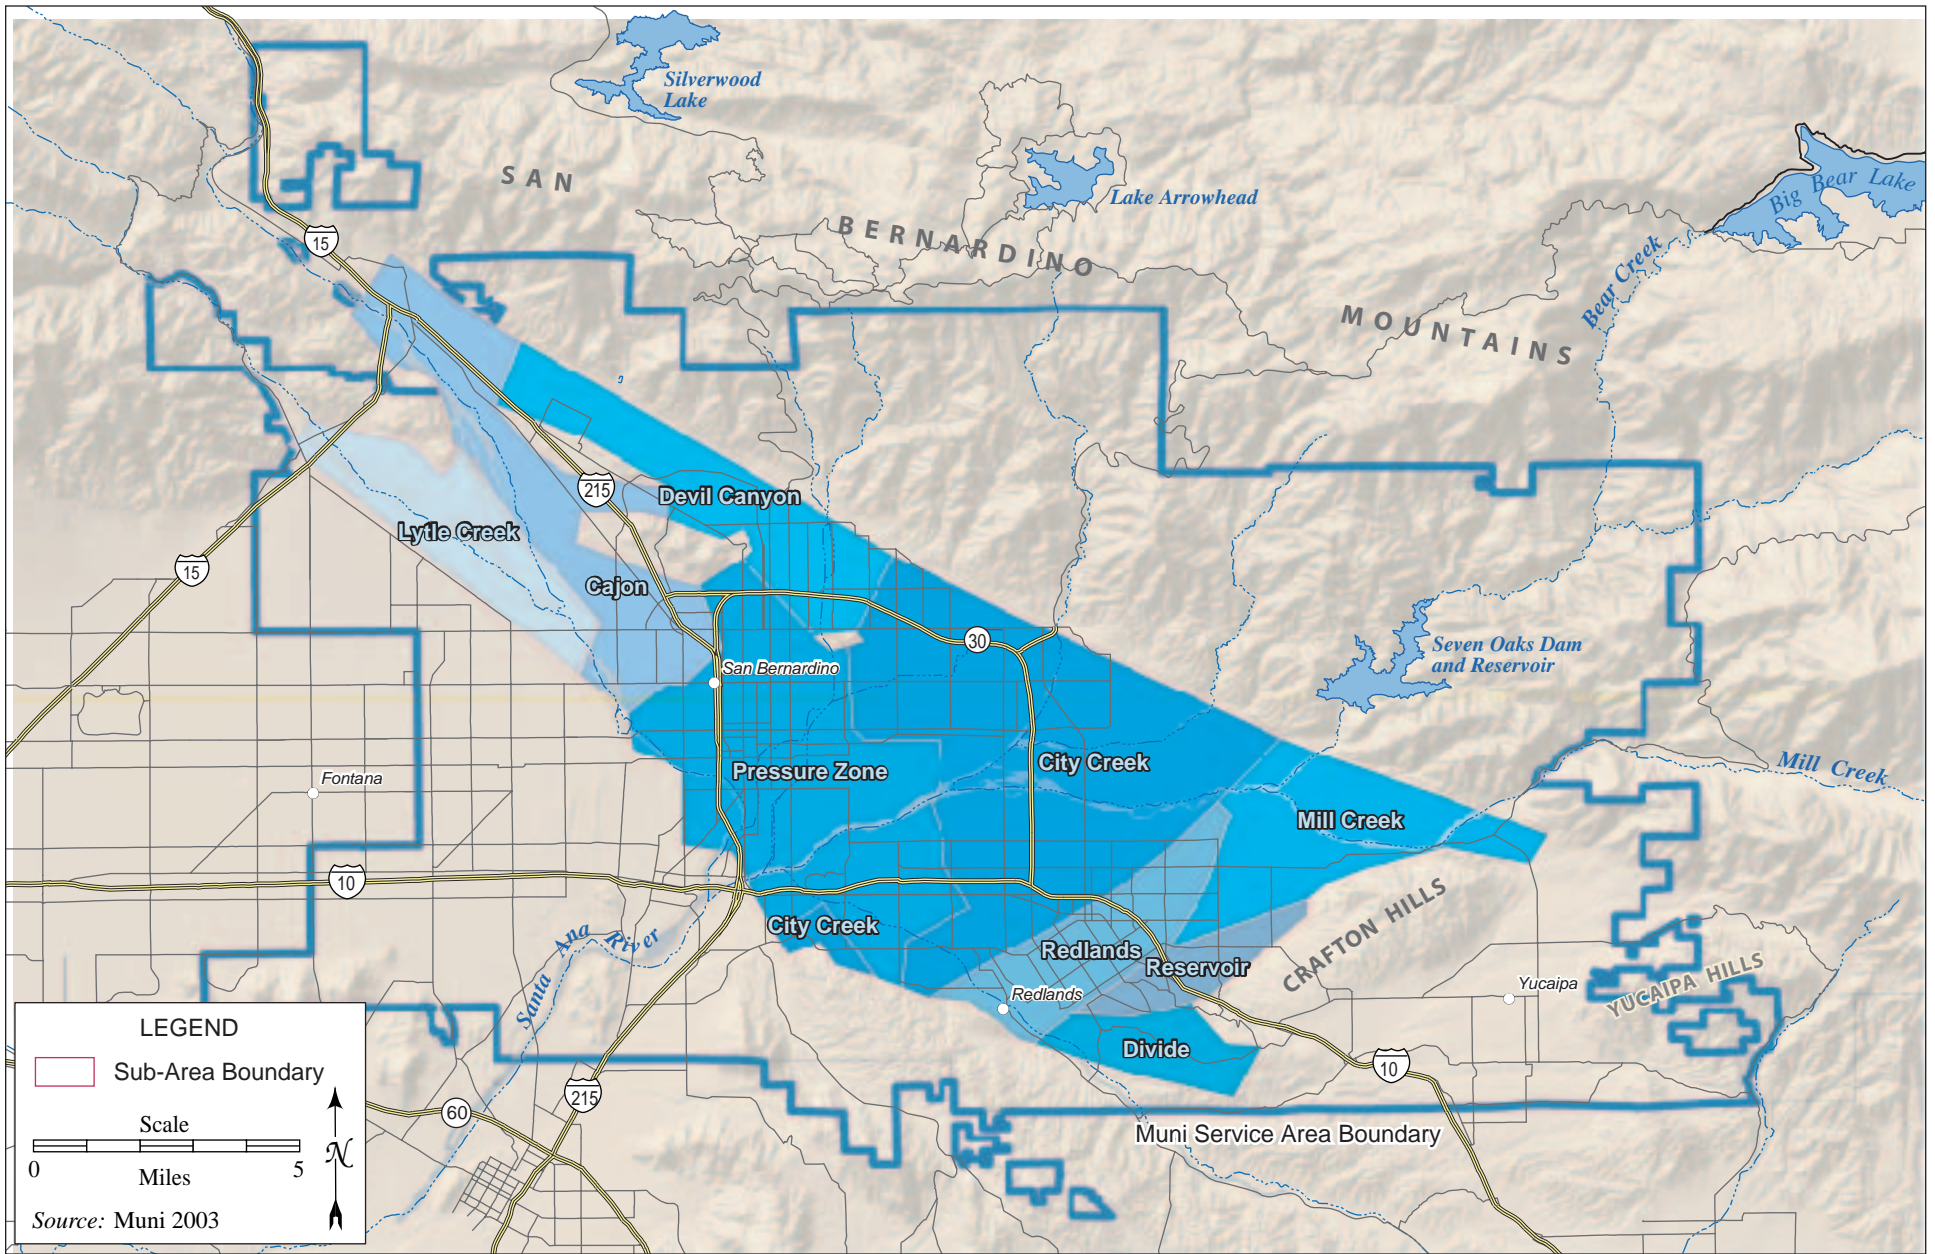 Silverwood
Lake
SAN
BERNARDINO
MOUNTAINS
Lake Arrowhead
Big Bear Lake
Bear Creek
15
215
Devil Canyon
Lytle Creek
15
Cajon
30
San Bernardino
Seven Oaks Dam
and Reservoir
Fontana
Pressure Zone
City Creek
Mill Creek
Mill Creek
10
City Creek
Santa Ana River
Redlands
Reservoir
CRAFTON HILLS
Redlands
Yucaipa
YUCAIPA HILLS
Divide
10
215
60
Muni Service Area Boundary
LEGEND
Sub-Area Boundary
Scale
0 5
Miles
N
Source: Muni 2003